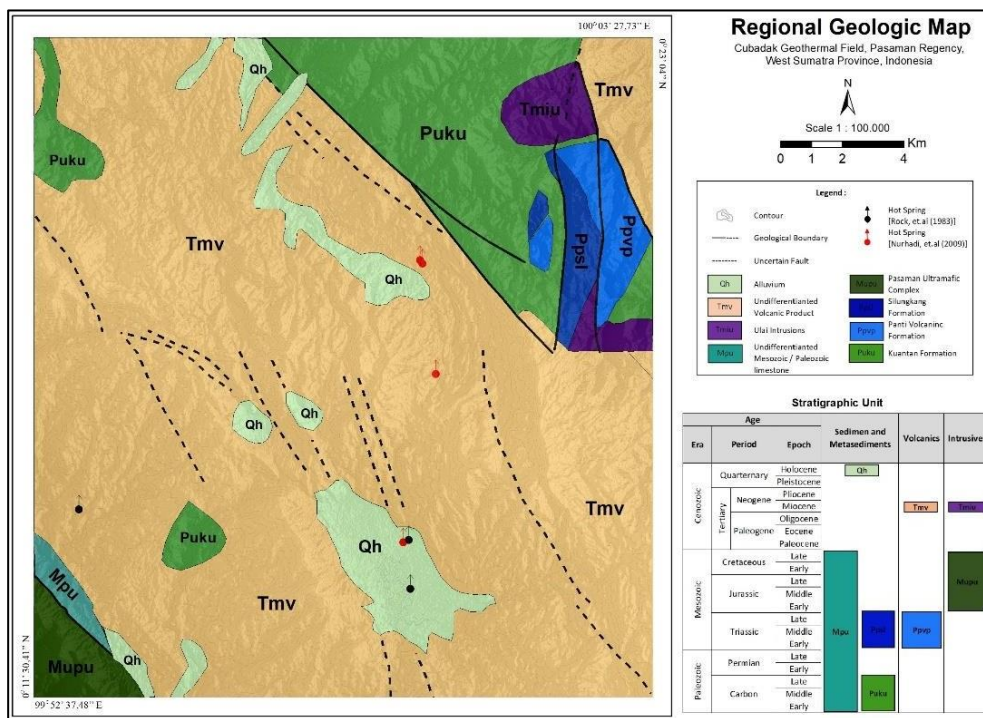 100°03'27,73" E
0°23'04" N
Qh
Tmv
Tmiu
Puku
Puku
Tmv
Ppvp
Ppsl
Qh
Qh
Qh
Tmv
Puku
Qh
Mpu
Tmv
Qh
Mupu
0° 11' 30,41" N
99°52'37,48" E
Regional Geologic Map
Cubadak Geothermal Field, Pasaman Regency,
West Sumatra Province, Indonesia
N
Scale 1 : 100.000
Km
0 1 2 4
Legend :
Contour
Hot Spring
[Rock, et.al (1983)]
Geological Boundary
Hot Spring
[Nurhadi, et.al (2009)]
Uncertain Fault
Qh Alluvium
Mupu Pasaman Ultramafic
Complex
Tmv Undifferentianted
Volcanic Product
Silungkang
Formation
Tmiu Ulai Intrusions
Ppvp Panti Volcaninc
Formation
Mpu Undifferentianted
Mesozoic / Paleozoic
limestone
Puku Kuantan Formation
Stratigraphic Unit
Age
Sedimen and
Metasediments
Volcanics
Intrusive
Era Period Epoch
Cenozoic
Quarternary
Holocene
Qh
Pleistocene
Tertiary
Neogene
Pliocene
Miocene
Tmv
Tmiu
Paleogone
Oligocene
Eocene
Paleocene
Mesozoic
Cretaceous
Late
Early
Mupu
Jurassic
Late
Middle
Early
Triassic
Late
Middle
Early
Mpu
Ppsl
Ppvp
Paleozoic
Permian
Late
Early
Carbon
Late
Middle
Early
Puku